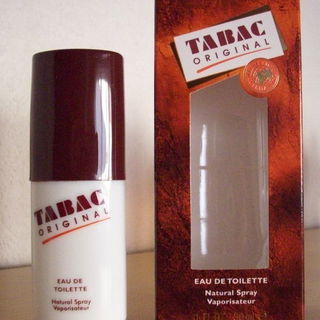 TABAC
ORIGINAL
EAU DE
TOILETTE
Natural Spray
Vaporisateur
TABAC
ORIGINAL
EAU DE TOILETTE
Natural Spray
Vaporisateur